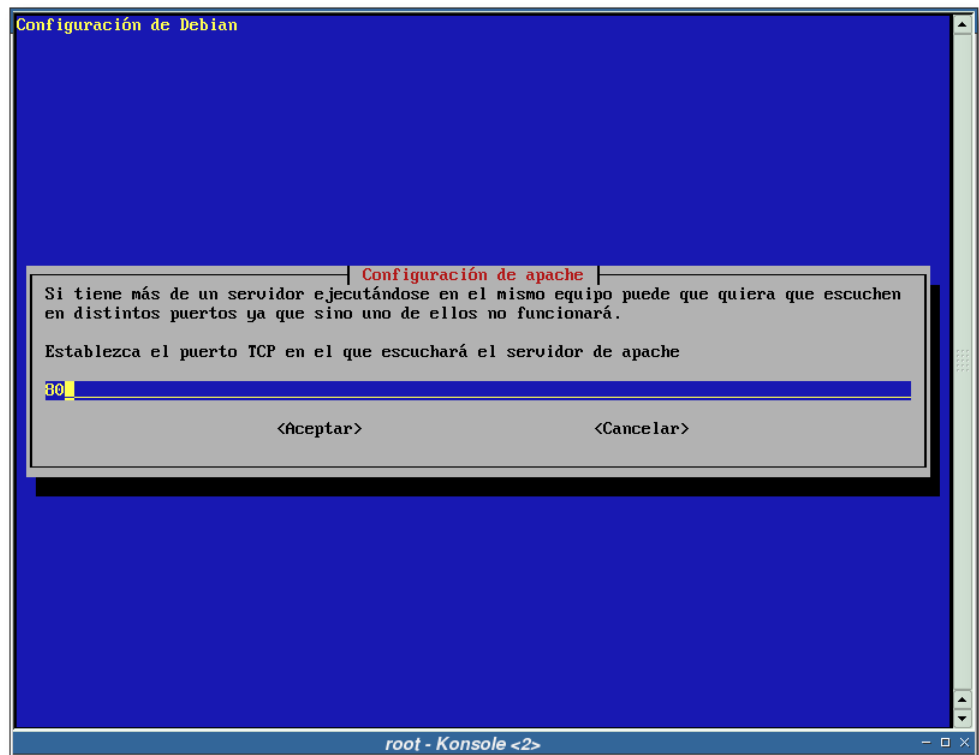 Configuración de Debian
Configuración de apache
Si tiene más de un servidor ejecutándose en el mismo equipo puede que quiera que escuchen
en distintos puertos ya que sino uno de ellos no funcionará.
Establezca el puerto TCP en el que escuchará el servidor de apache
80
<Aceptar> <Cancelar>
root - Konsole <2>